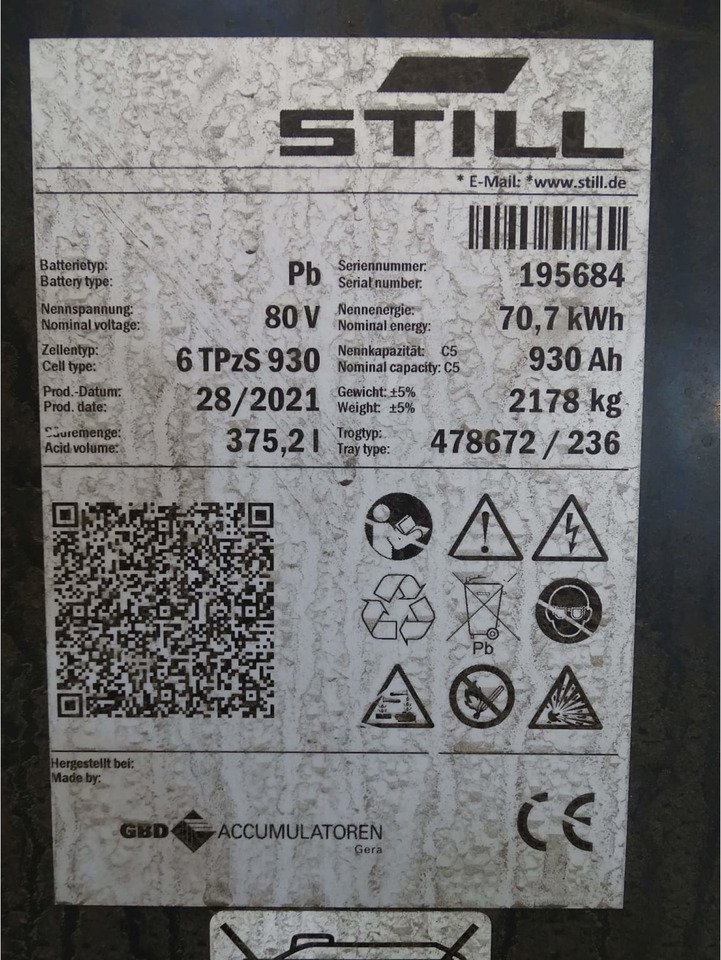 STILL
* E-Mail: *www.still.de
Batterietyp:
Battery type: Pb
Seriennummer:
Serial number: 195684
Nennspannung:
Nominal voltage: 80 V
Nennenergie:
Nominal energy: 70,7 kWh
Zellentyp:
Cell type: 6 TPzS 930
Nennkapazität: C5
Nominal capacity: C5 930 Ah
Prod.-Datum:
Prod. date: 28/2021
Gewicht: ±5%
Weight: ±5% 2178 kg
Säuremenge:
Acid volume: 375,2 l
Trogtyp:
Tray type: 478672 / 236
Pb
Hergestellt bei:
Made by:
GBD ACCUMULATOREN
Gera
CE